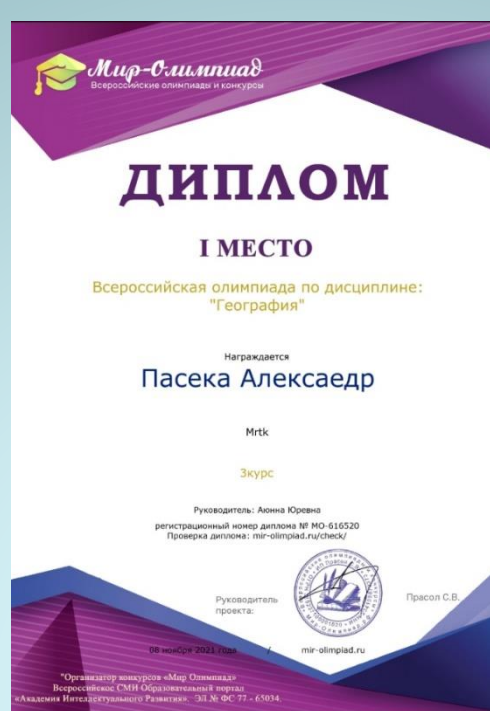 Мир-Олимпиад
Всероссийские олимпиады и конкурсы
ДИПЛОМ
I МЕСТО
Всероссийская олимпиада по дисциплине:
"География"
Награждается
Пасека Алексаедр
Mrtk
3курс
Руководитель: Аюнна Юревна
регистрационный номер диплома № МО-616520
Проверка диплома: mir-olimpiad.ru/check/
Руководитель
проекта:
Прасол С.В.
08 ноября 2021 года / mir-olimpiad.ru
"Организатор конкурсов «Мир Олимпиад»
Всероссийское СМИ Образовательный портал
«Академия Интеллектуального Развития». ЭЛ № ФС 77 - 65034.